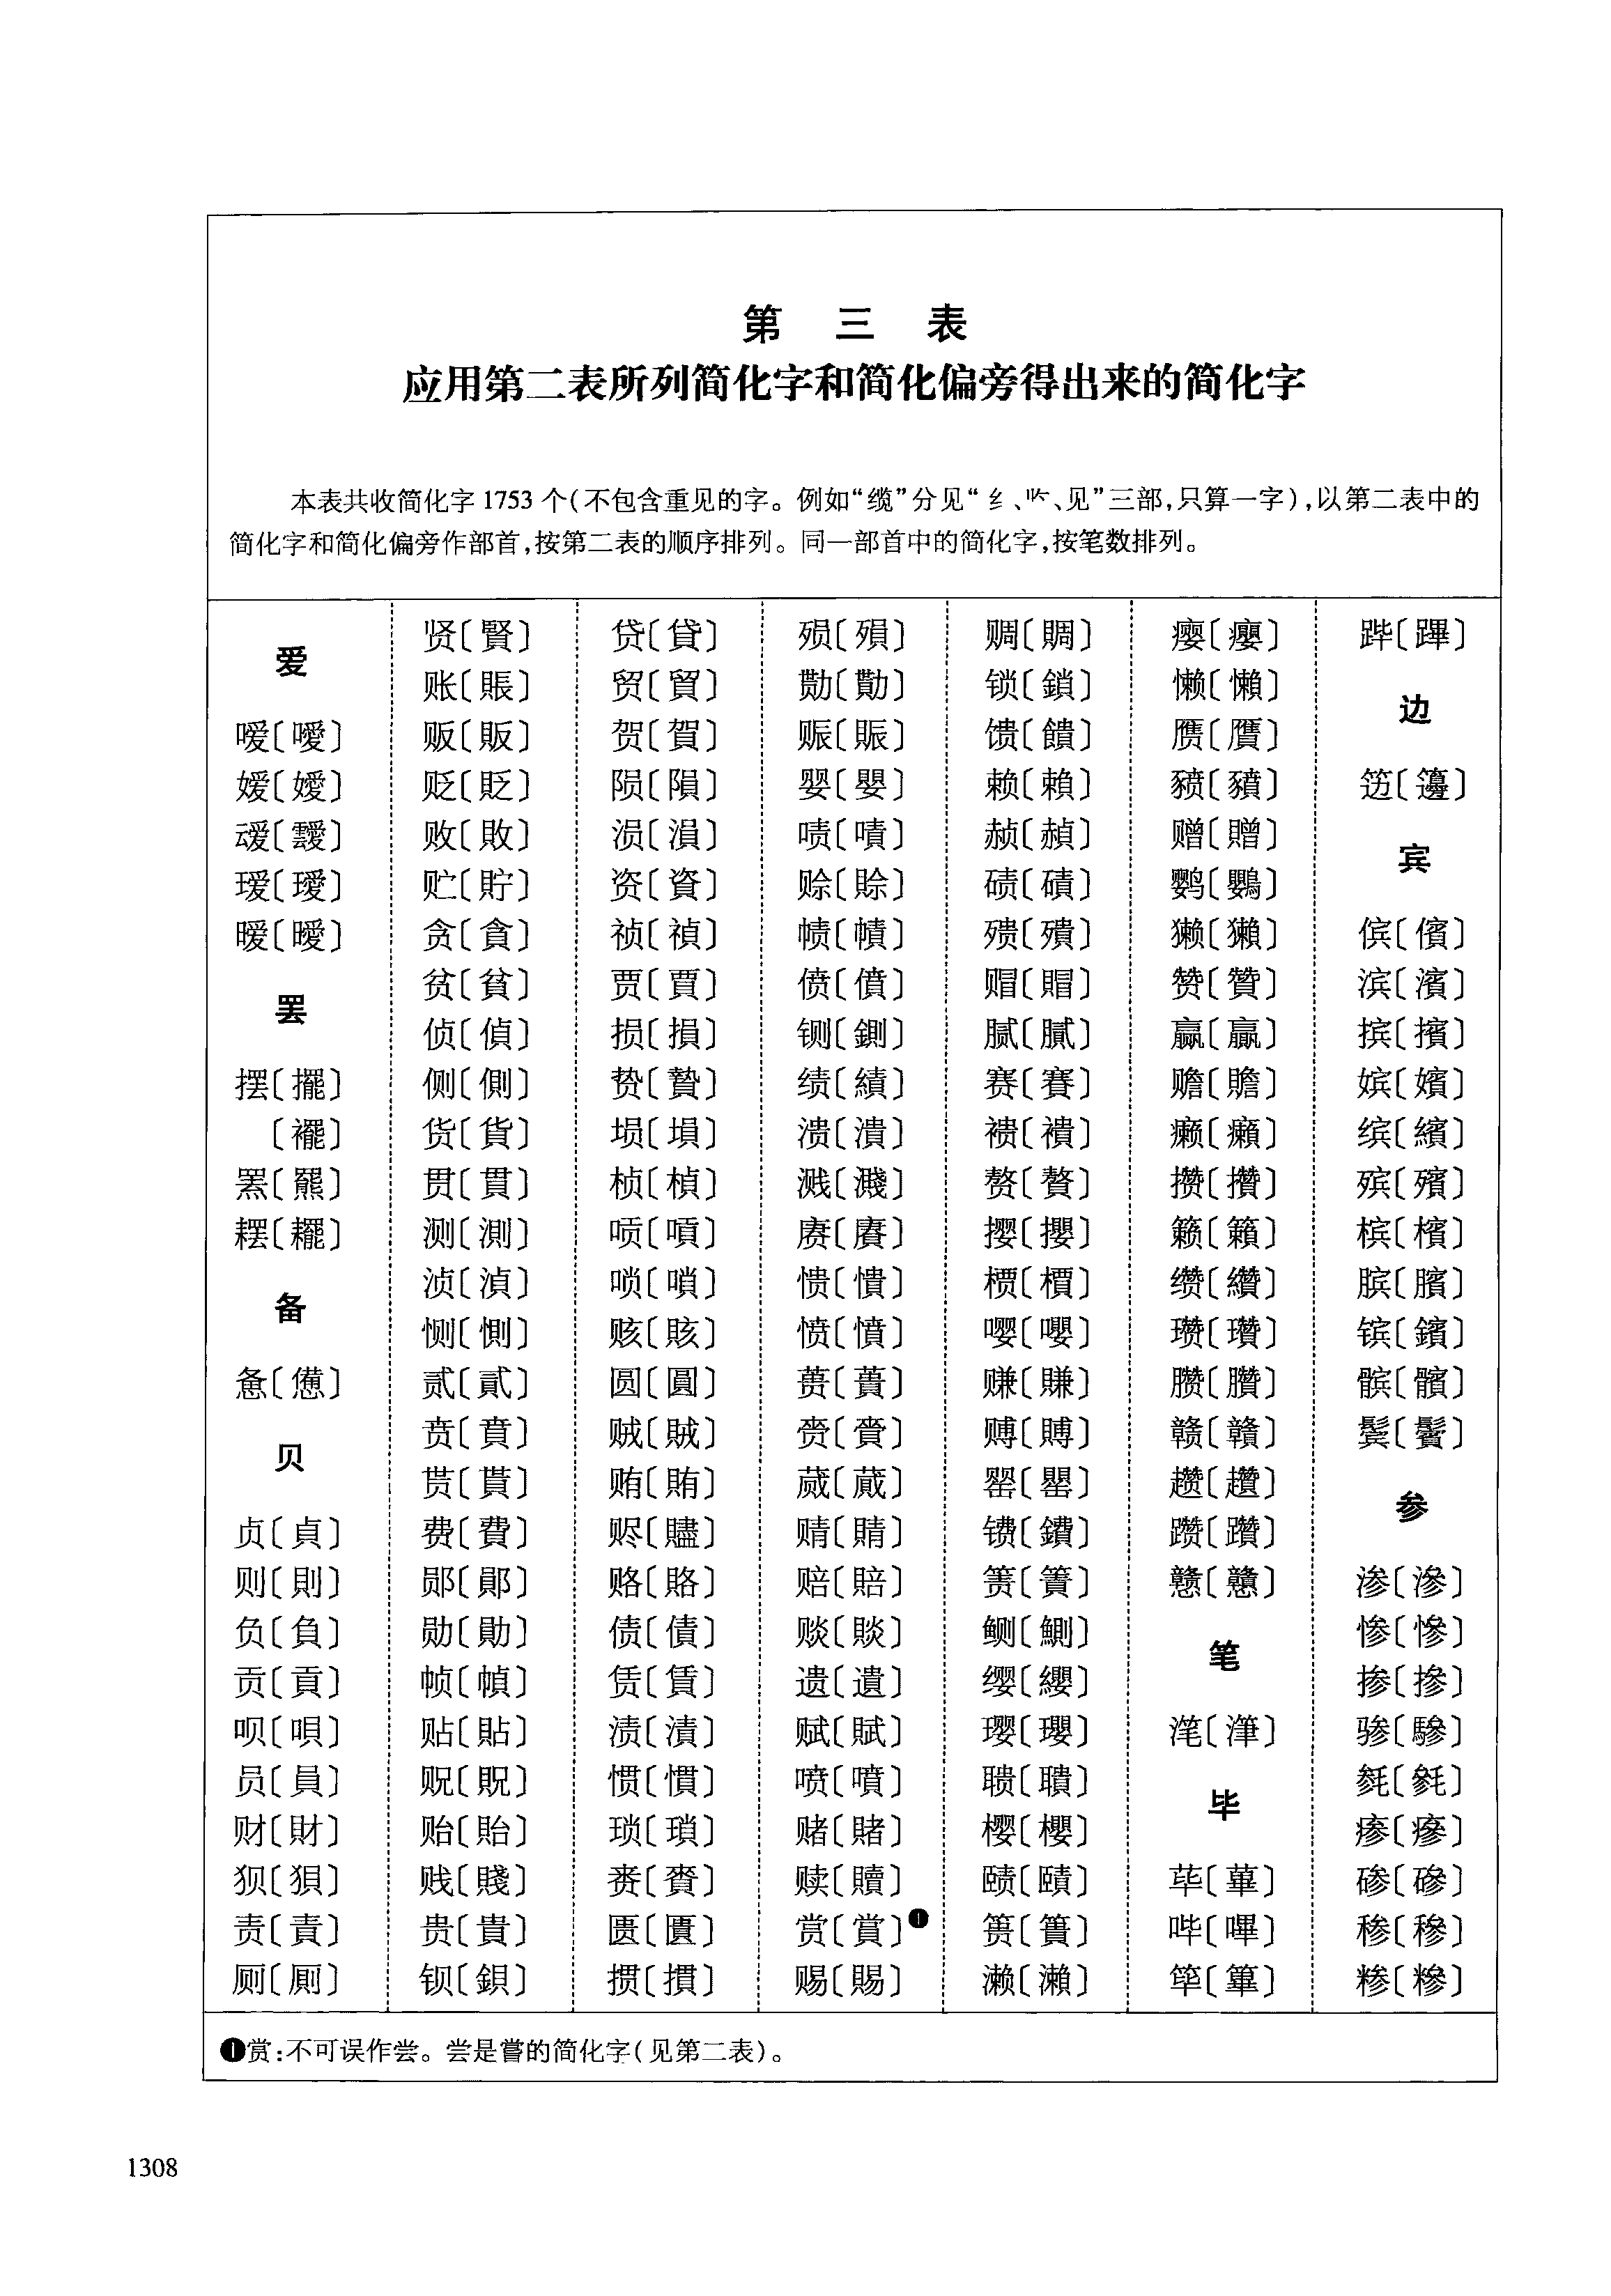 第 三 表
应用第二表所列简化字和简化偏旁得出来的简化字
本表共收简化字1753个(不包含重见的字。例如“缆”分见“纟、𰃮、见”三部,只算一字),以第二表中的
简化字和简化偏旁作部首,按第二表的顺序排列。同一部首中的简化字,按笔数排列。
爱
嗳〔噯〕
嫒〔嬡〕
叆〔靉〕
瑷〔璦〕
暧〔曖〕
罢
摆〔擺〕
〔襬〕
罴〔羆〕
䎱〔䎬〕
备
惫〔憊〕
贝
贞〔貞〕
则〔則〕
负〔負〕
贡〔貢〕
呗〔唄〕
员〔員〕
财〔財〕
狈〔狽〕
责〔責〕
厕〔厠〕
贤〔賢〕
账〔賬〕
贩〔販〕
贬〔貶〕
败〔敗〕
贮〔貯〕
贪〔貪〕
贫〔貧〕
侦〔偵〕
侧〔側〕
货〔貨〕
贯〔貫〕
测〔測〕
浈〔湞〕
恻〔惻〕
贰〔貳〕
贲〔賁〕
贳〔貰〕
费〔費〕
郧〔鄖〕
勋〔勛〕
帧〔幀〕
贴〔貼〕
贶〔貺〕
贻〔貽〕
贱〔賤〕
贵〔貴〕
钡〔鋇〕
贷〔貸〕
贸〔貿〕
贺〔賀〕
陨〔隕〕
涢〔溳〕
资〔資〕
祯〔禎〕
贾〔賈〕
损〔損〕
贽〔贄〕
埙〔塤〕
桢〔楨〕
唝〔嗊〕
唢〔嗩〕
赅〔賅〕
圆〔圓〕
贼〔賊〕
贿〔賄〕
赆〔贐〕
赂〔賂〕
债〔債〕
赁〔賃〕
渍〔漬〕
惯〔慣〕
琐〔瑣〕
赉〔賚〕
匮〔匱〕
掼〔摜〕
殒〔殞〕
勚〔勩〕
赈〔賑〕
婴〔嬰〕
啧〔嘖〕
赊〔賒〕
帻〔幘〕
偾〔僨〕
铡〔鍘〕
绩〔績〕
溃〔潰〕
溅〔濺〕
赓〔賡〕
愦〔憒〕
愤〔憤〕
蒉〔蕢〕
赍〔賫〕
蒇〔蕆〕
赒〔賙〕
赔〔賠〕
赕〔賧〕
遗〔遺〕
赋〔賦〕
喷〔噴〕
赌〔賭〕
赎〔贖〕
赏〔賞〕❶
赐〔賜〕
赒〔賙〕
锁〔鎖〕
馈〔饋〕
赖〔賴〕
赪〔赬〕
碛〔磧〕
殨〔殨〕
赗〔賵〕
腻〔膩〕
赛〔賽〕
䙌〔襀〕
赘〔贅〕
撄〔攖〕
槚〔檟〕
嘤〔嚶〕
赚〔賺〕
赙〔賻〕
罂〔罌〕
镄〔鐨〕
箦〔簀〕
鲗〔鰂〕
缨〔纓〕
璎〔瓔〕
聩〔聵〕
樱〔櫻〕
赜〔賾〕
篑〔簣〕
濑〔瀨〕
瘿〔癭〕
懒〔懶〕
赝〔贋〕
豮〔豶〕
赠〔贈〕
鹦〔鸚〕
獭〔獺〕
赞〔贊〕
赢〔贏〕
赡〔贍〕
癞〔癩〕
攒〔攢〕
籁〔籟〕
缵〔纘〕
瓒〔瓚〕
臜〔臢〕
赣〔贛〕
趱〔趲〕
躜〔躦〕
戆〔戇〕
笔
滗〔潷〕
毕
荜〔蓽〕
哔〔嗶〕
筚〔篳〕
跸〔蹕〕
边
笾〔籩〕
宾
傧〔儐〕
滨〔濱〕
摈〔擯〕
嫔〔嬪〕
缤〔繽〕
殡〔殯〕
槟〔檳〕
膑〔臏〕
镔〔鑌〕
髌〔髕〕
鬓〔鬢〕
参
渗〔滲〕
惨〔慘〕
掺〔摻〕
骖〔驂〕
毵〔毿〕
瘆〔瘮〕
碜〔磣〕
穇〔穇〕
糁〔糝〕
❶赏:不可误作尝。尝是嘗的简化字(见第二表)。
1308